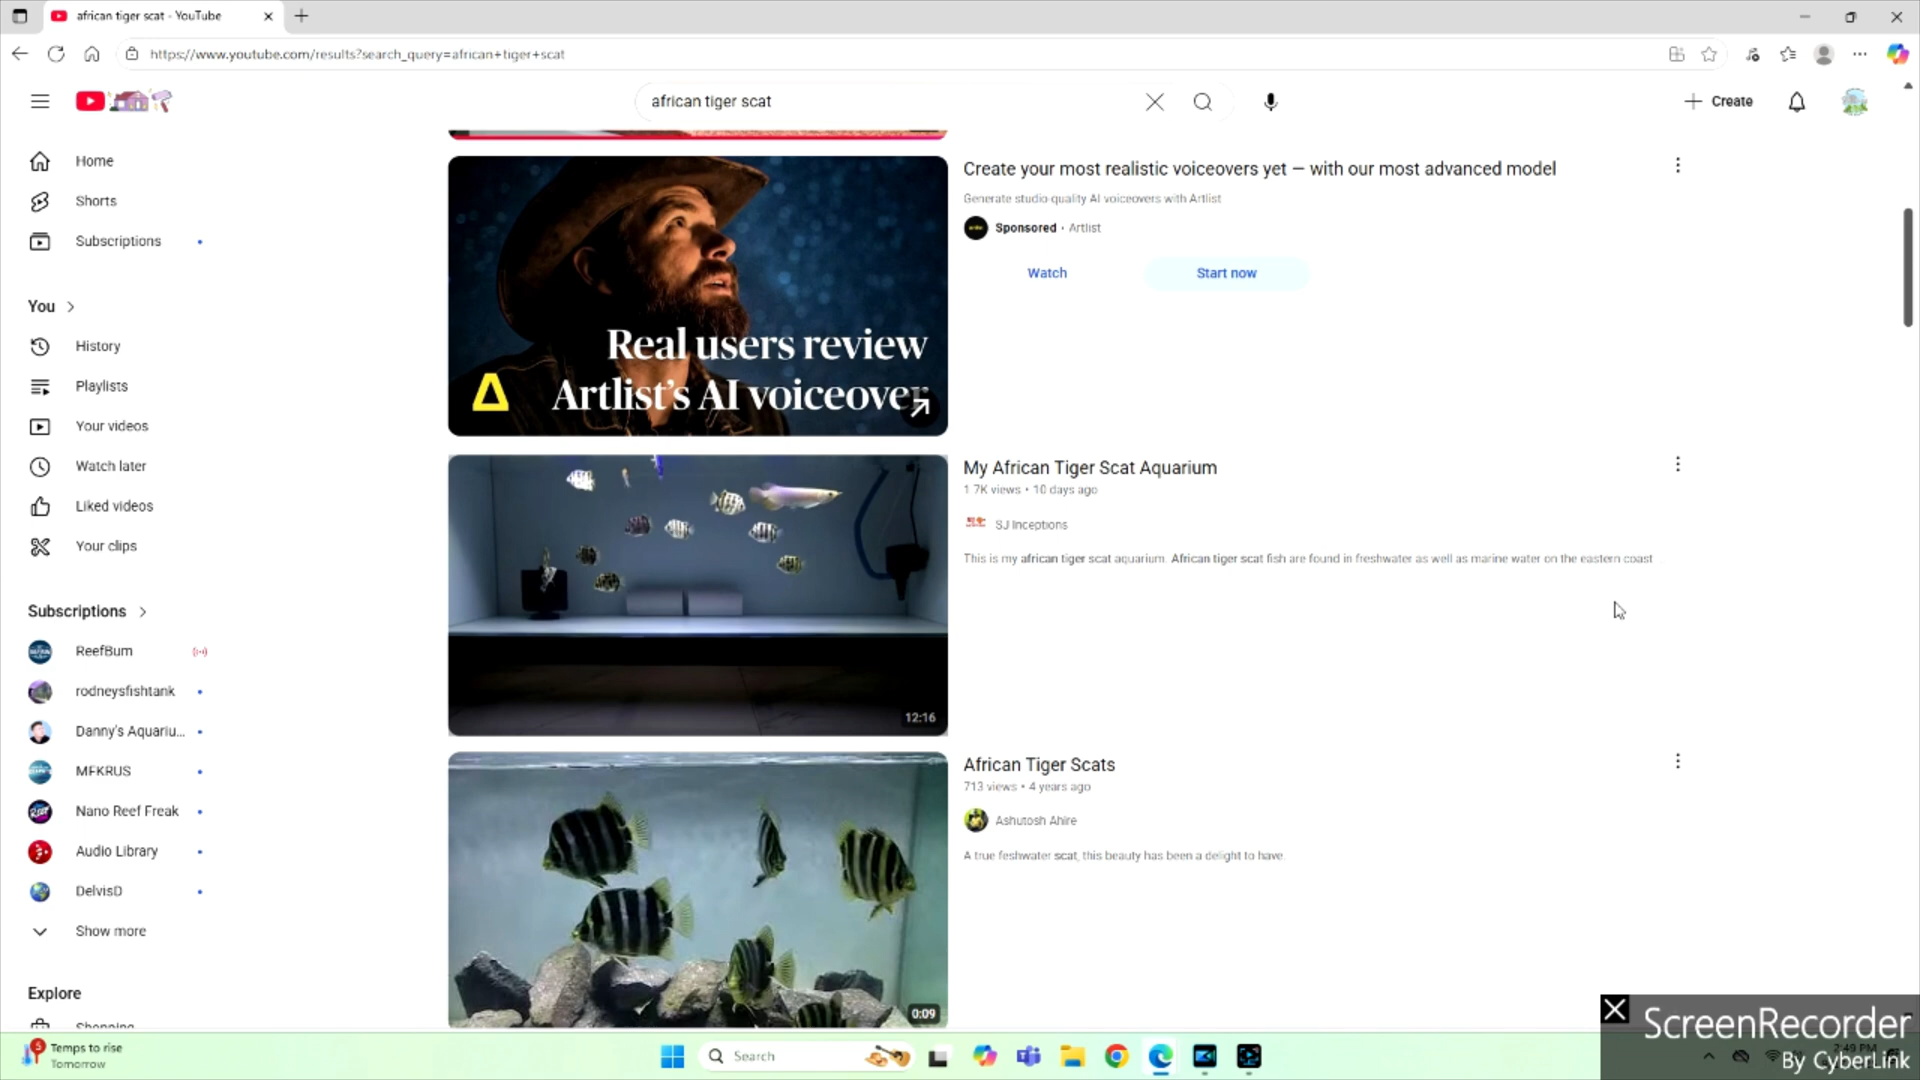 african tiger scat - YouTube
https://www.youtube.com/results?search_query=african+tiger+scat
african tiger scat
Create
Home
Shorts
Subscriptions
You
History
Playlists
Your videos
Watch later
Liked videos
Your clips
Subscriptions
ReefBum
rodneysfishtank
Danny's Aquariu...
MFKRUS
Nano Reef Freak
Audio Library
DelvisD
Show more
Explore
Shopping
Real users review
Artlist's AI voiceover
Create your most realistic voiceovers yet – with our most advanced model
Generate studio-quality AI voiceovers with Artlist
Sponsored · Artlist
Watch
Start now
12:16
My African Tiger Scat Aquarium
1.7K views • 10 days ago
SJ Inceptions
This is my african tiger scat aquarium. African tiger scat fish are found in freshwater as well as marine water on the eastern coast
0:09
African Tiger Scats
713 views • 4 years ago
Ashutosh Ahire
A true feshwater scat, this beauty has been a delight to have.
5
Temps to rise
Tomorrow
Search
2:49 PM
ScreenRecorder
By CyberLink